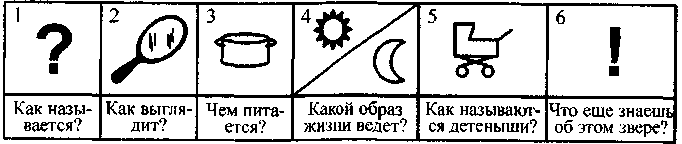 1 ? 2 3 4 5 6 !
Как назы-
вается?
Как выгля-
дит?
Чем пита-
ется?
Какой образ
жизни ведет?
Как называют-
ся детеныши?
Что еще знаешь
об этом звере?